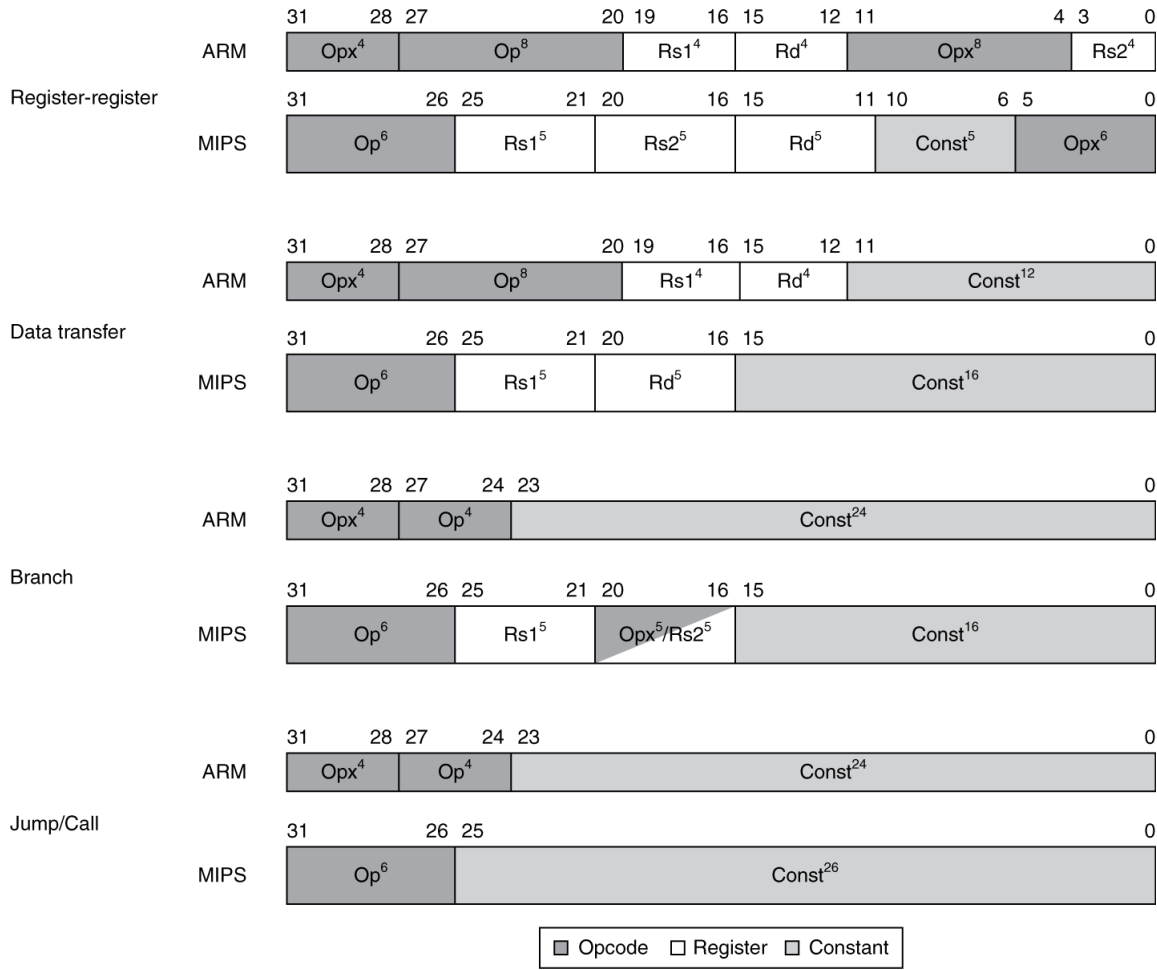 31 28 27 20 19 16 15 12 11 4 3 0
ARM Opx⁴ Op⁸ Rs1⁴ Rd⁴ Opx⁸ Rs2⁴
Register-register
31 26 25 21 20 16 15 11 10 6 5 0
MIPS Op⁶ Rs1⁵ Rs2⁵ Rd⁵ Const⁵ Opx⁶
31 28 27 20 19 16 15 12 11 0
ARM Opx⁴ Op⁸ Rs1⁴ Rd⁴ Const¹²
Data transfer
31 26 25 21 20 16 15 0
MIPS Op⁶ Rs1⁵ Rd⁵ Const¹⁶
31 28 27 24 23 0
ARM Opx⁴ Op⁴ Const²⁴
Branch
31 26 25 21 20 16 15 0
MIPS Op⁶ Rs1⁵ Opx⁵/Rs2⁵ Const¹⁶
31 28 27 24 23 0
ARM Opx⁴ Op⁴ Const²⁴
Jump/Call
31 26 25 0
MIPS Op⁶ Const²⁶
Opcode Register Constant